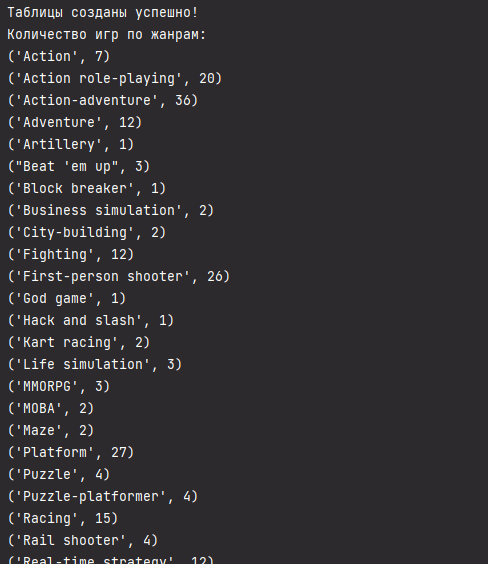 Таблицы созданы успешно!
Количество игр по жанрам:
('Action', 7)
('Action role-playing', 20)
('Action-adventure', 36)
('Adventure', 12)
('Artillery', 1)
("Beat 'em up", 3)
('Block breaker', 1)
('Business simulation', 2)
('City-building', 2)
('Fighting', 12)
('First-person shooter', 26)
('God game', 1)
('Hack and slash', 1)
('Kart racing', 2)
('Life simulation', 3)
('MMORPG', 3)
('MOBA', 2)
('Maze', 2)
('Platform', 27)
('Puzzle', 4)
('Puzzle-platformer', 4)
('Racing', 15)
('Rail shooter', 4)
('Real-time strategy', 12)